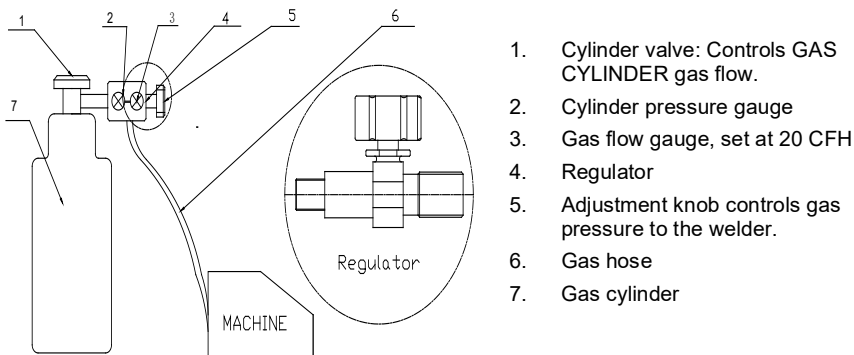 1 2 3 4 5 6
7
Regulator
MACHINE
1. Cylinder valve: Controls GAS
CYLINDER gas flow.
2. Cylinder pressure gauge
3. Gas flow gauge, set at 20 CFH
4. Regulator
5. Adjustment knob controls gas
pressure to the welder.
6. Gas hose
7. Gas cylinder